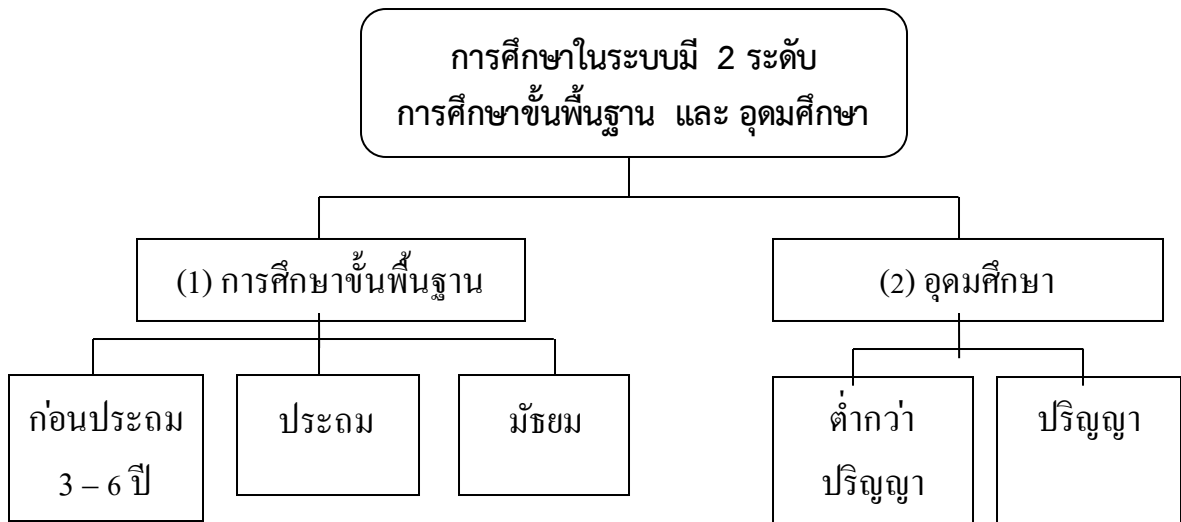 การศึกษาในระบบมี 2 ระดับ
การศึกษาขั้นพื้นฐาน และ อุดมศึกษา
(1) การศึกษาขั้นพื้นฐาน
(2) อุดมศึกษา
ก่อนประถม
3 – 6 ปี
ประถม
มัธยม
ต่ำกว่า
ปริญญา
ปริญญา